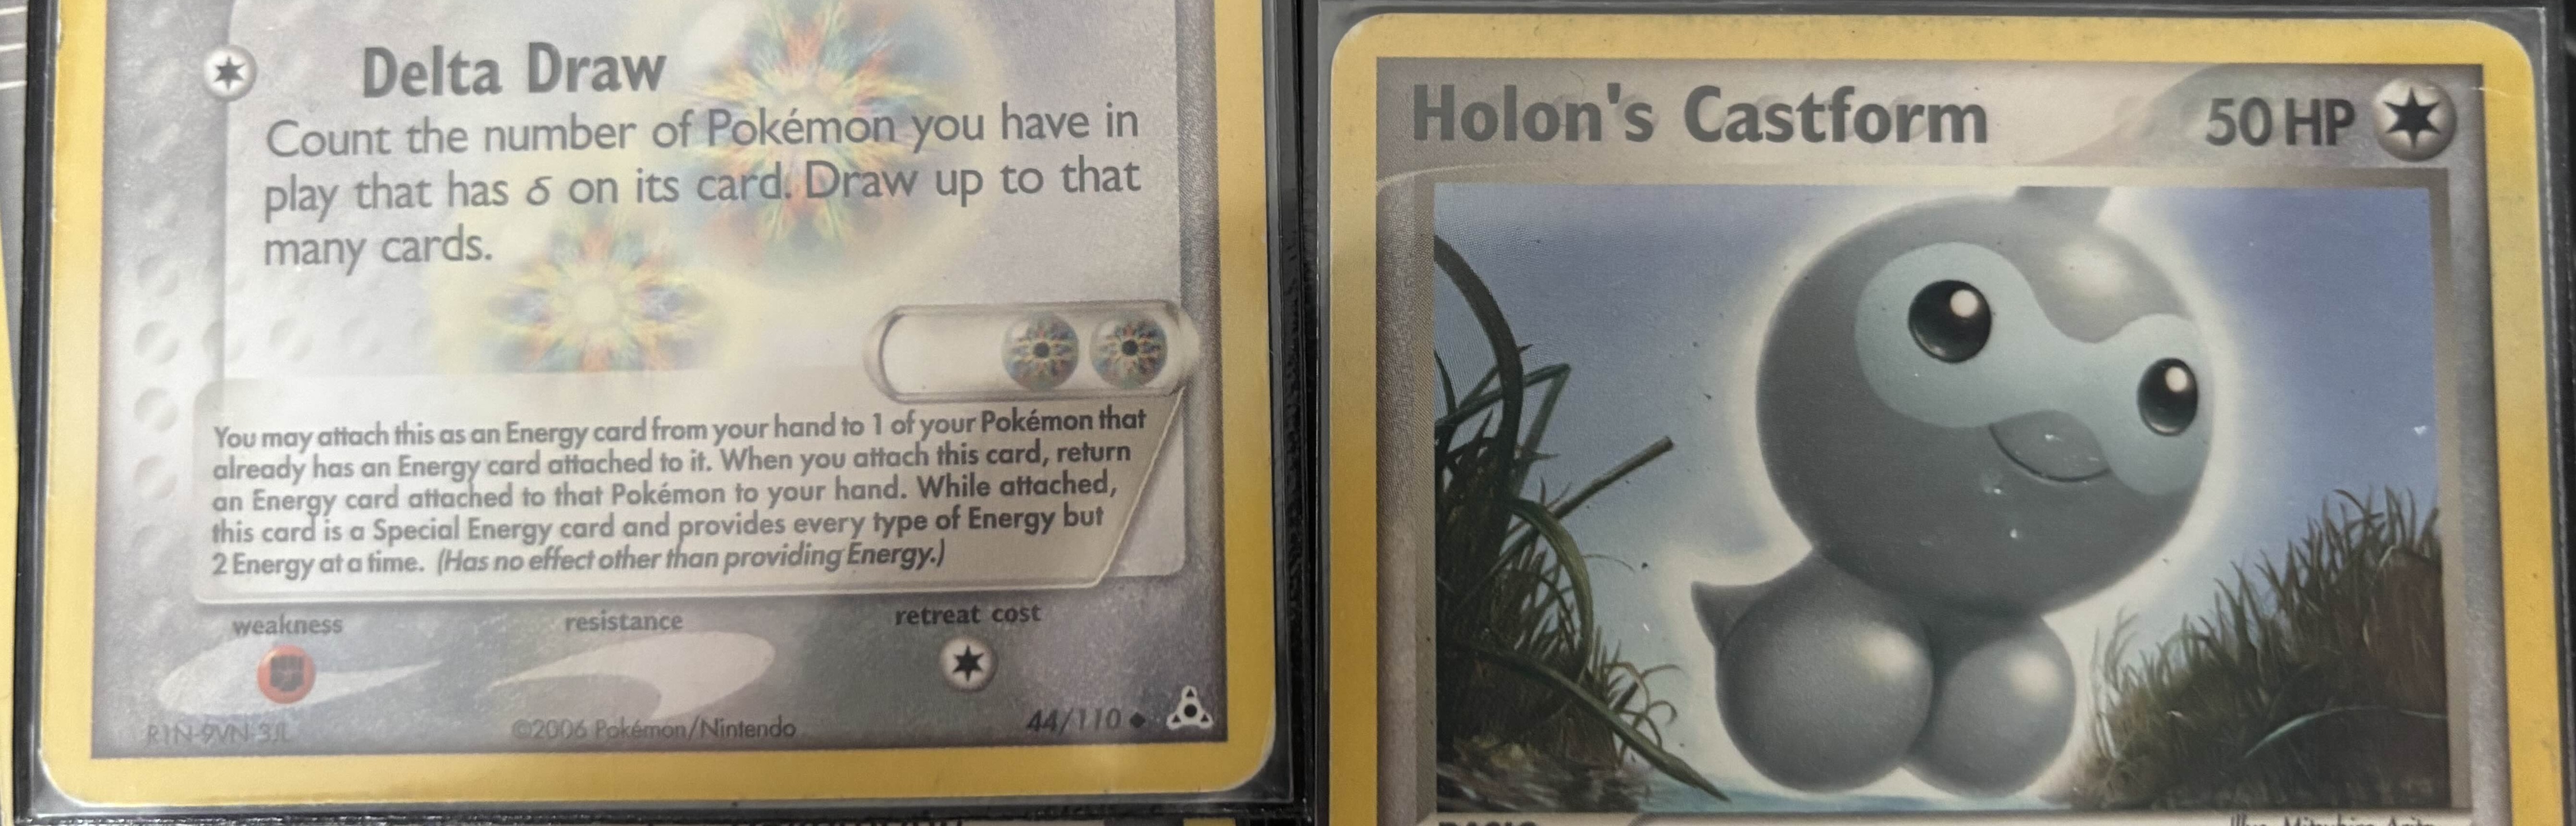 Delta Draw
Count the number of Pokémon you have in
play that has δ on its card. Draw up to that
many cards.
You may attach this as an Energy card from your hand to 1 of your Pokémon that
already has an Energy card attached to it. When you attach this card, return
an Energy card attached to that Pokémon to your hand. While attached,
this card is a Special Energy card and provides every type of Energy but
2 Energy at a time. (Has no effect other than providing Energy.)
weakness resistance retreat cost
R1N-9VN-3JL ©2006 Pokémon/Nintendo 44/110
Holon's Castform 50 HP